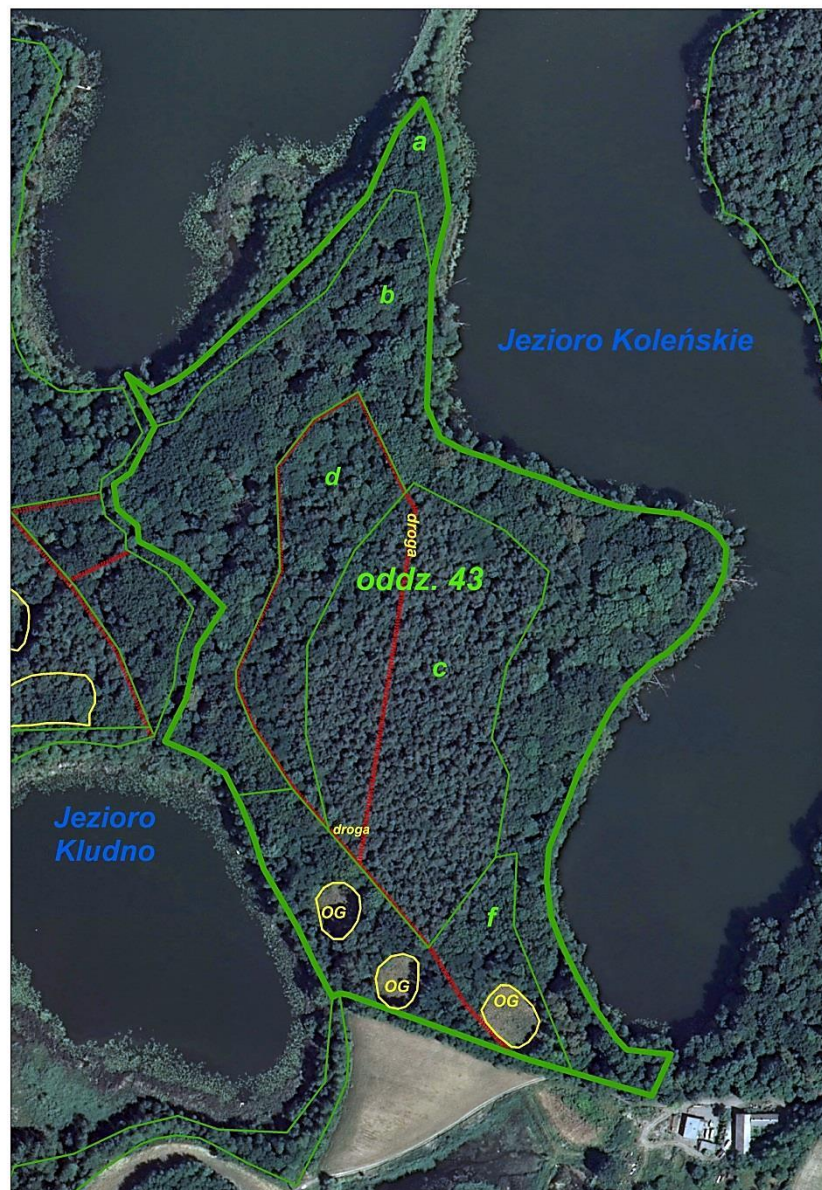 a
b
Jezioro Koleńskie
d
droga
oddz. 43
c
Jezioro
Kludno
droga
OG
f
OG
OG